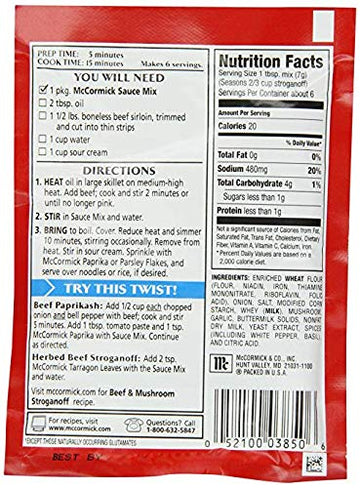 PREP TIME: 5 minutes
COOK TIME: 15 minutes Makes 6 servings.
YOU WILL NEED
1 pkg. McCormick Sauce Mix
2 tbsp. oil
1 1/2 lbs. boneless beef sirloin, trimmed
and cut into thin strips
1 cup water
1 cup sour cream
DIRECTIONS
1. HEAT oil in large skillet on medium-high
heat. Add beef; cook and stir 2 minutes
or until no longer pink.
2. STIR in Sauce Mix and water.
3. BRING to boil. Cover. Reduce heat and simmer
10 minutes, stirring occasionally. Remove from
heat. Stir in sour cream. Sprinkle with
McCormick Paprika or Parsley Flakes, and
serve over noodles or rice, if desired.
TRY THIS TWIST!
Beef Paprikash: Add 1/2 cup each chopped
onion and bell pepper with beef; cook and stir
5 minutes. Add 1 tbsp. tomato paste and 1 tsp.
McCormick Paprika with Sauce Mix. Continue
as directed.
Herbed Beef Stroganoff: Add 2 tsp.
McCormick Tarragon Leaves with the Sauce Mix
and water.
Visit mccormick.com for Beef & Mushroom
Stroganoff recipe.
For recipes, visit
www.mccormick.com
Questions? Call
1-800-632-5847
*EXCEPT THOSE NATURALLY OCCURRING GLUTAMATES
BEST BY
Nutrition Facts
Serving Size 1 tbsp. mix (7g)
(Seasons 2/3 cup stroganoff)
Servings Per Container about 6
Amount Per Serving
Calories 20
% Daily Value*
Total Fat 0g 0%
Sodium 480mg 20%
Total Carbohydrate 4g 1%
Sugars less than 1g
Protein less than 1g
Not a significant source of Calories from Fat,
Saturated Fat, Trans Fat, Cholesterol, Dietary
Fiber, Vitamin A, Vitamin C, Calcium, and Iron.
*Percent Daily Values are based on a
2,000 calorie diet.
INGREDIENTS: ENRICHED WHEAT FLOUR
(FLOUR, NIACIN, IRON, THIAMIN
MONONITRATE, RIBOFLAVIN, FOLIC
ACID), ONION, SALT, MODIFIED CORN
STARCH, WHEY (MILK), MUSHROOM,
GARLIC, BUTTERMILK SOLIDS, NONFAT
DRY MILK, YEAST EXTRACT, SPICES
(INCLUDING WHITE PEPPER, BASIL)
AND CITRIC ACID.
McCORMICK & CO., INC.
HUNT VALLEY, MD 21031-1100
PACKED IN U.S.A.
0 52100 03850 6